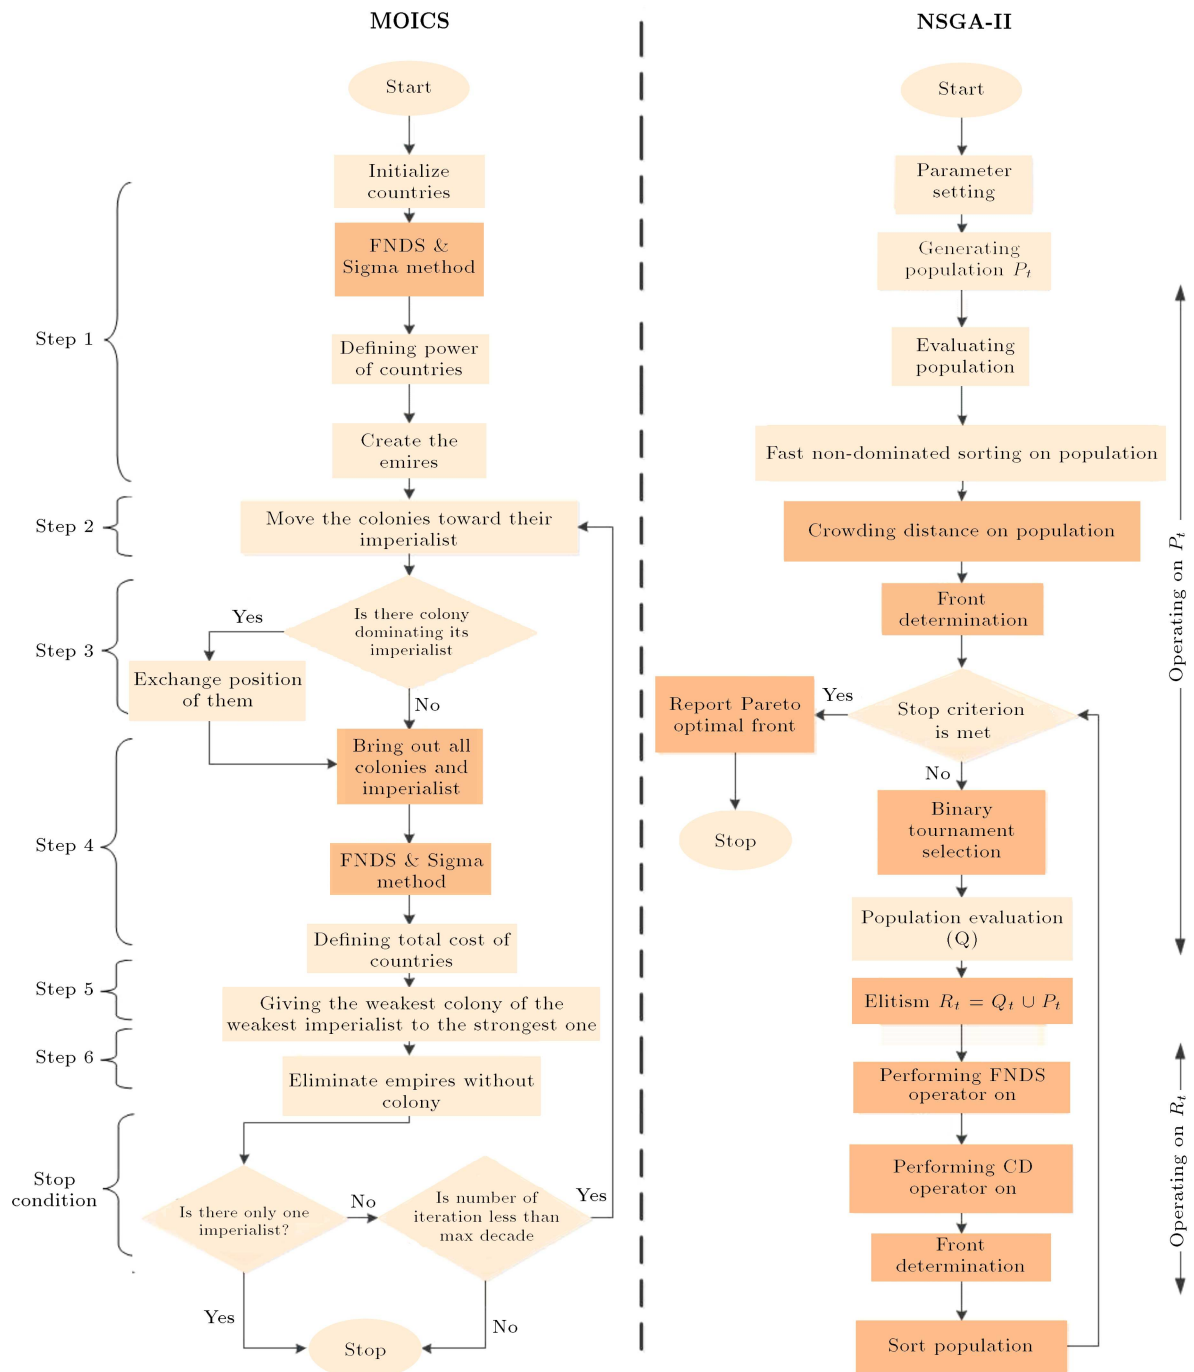 MOICS
Start
Initialize
countries
FNDS &
Sigma method
Step 1
Defining power
of countries
Create the
emires
Step 2
Move the colonies toward their
imperialist
Step 3
Is there colony
dominating its
imperialist
Yes
Exchange position
of them
No
Bring out all
colonies and
imperialist
Step 4
FNDS & Sigma
method
Defining total cost of
countries
Step 5
Giving the weakest colony of the
weakest imperialist to the strongest one
Step 6
Eliminate empires without
colony
Stop
condition
Is there only one
imperialist?
No
Is number of
iteration less than
max decade
Yes
Yes
No
Stop
NSGA-II
Start
Parameter
setting
Generating
population P_t
Evaluating
population
Fast non-dominated sorting on population
Crowding distance on population
Front
determination
Stop criterion
is met
Yes
Report Pareto
optimal front
Stop
No
Binary
tournament
selection
Population evaluation
(Q)
Elitism R_t = Q_t ∪ P_t
Performing FNDS
operator on
Performing CD
operator on
Front
determination
Sort population
Operating on P_t
Operating on R_t